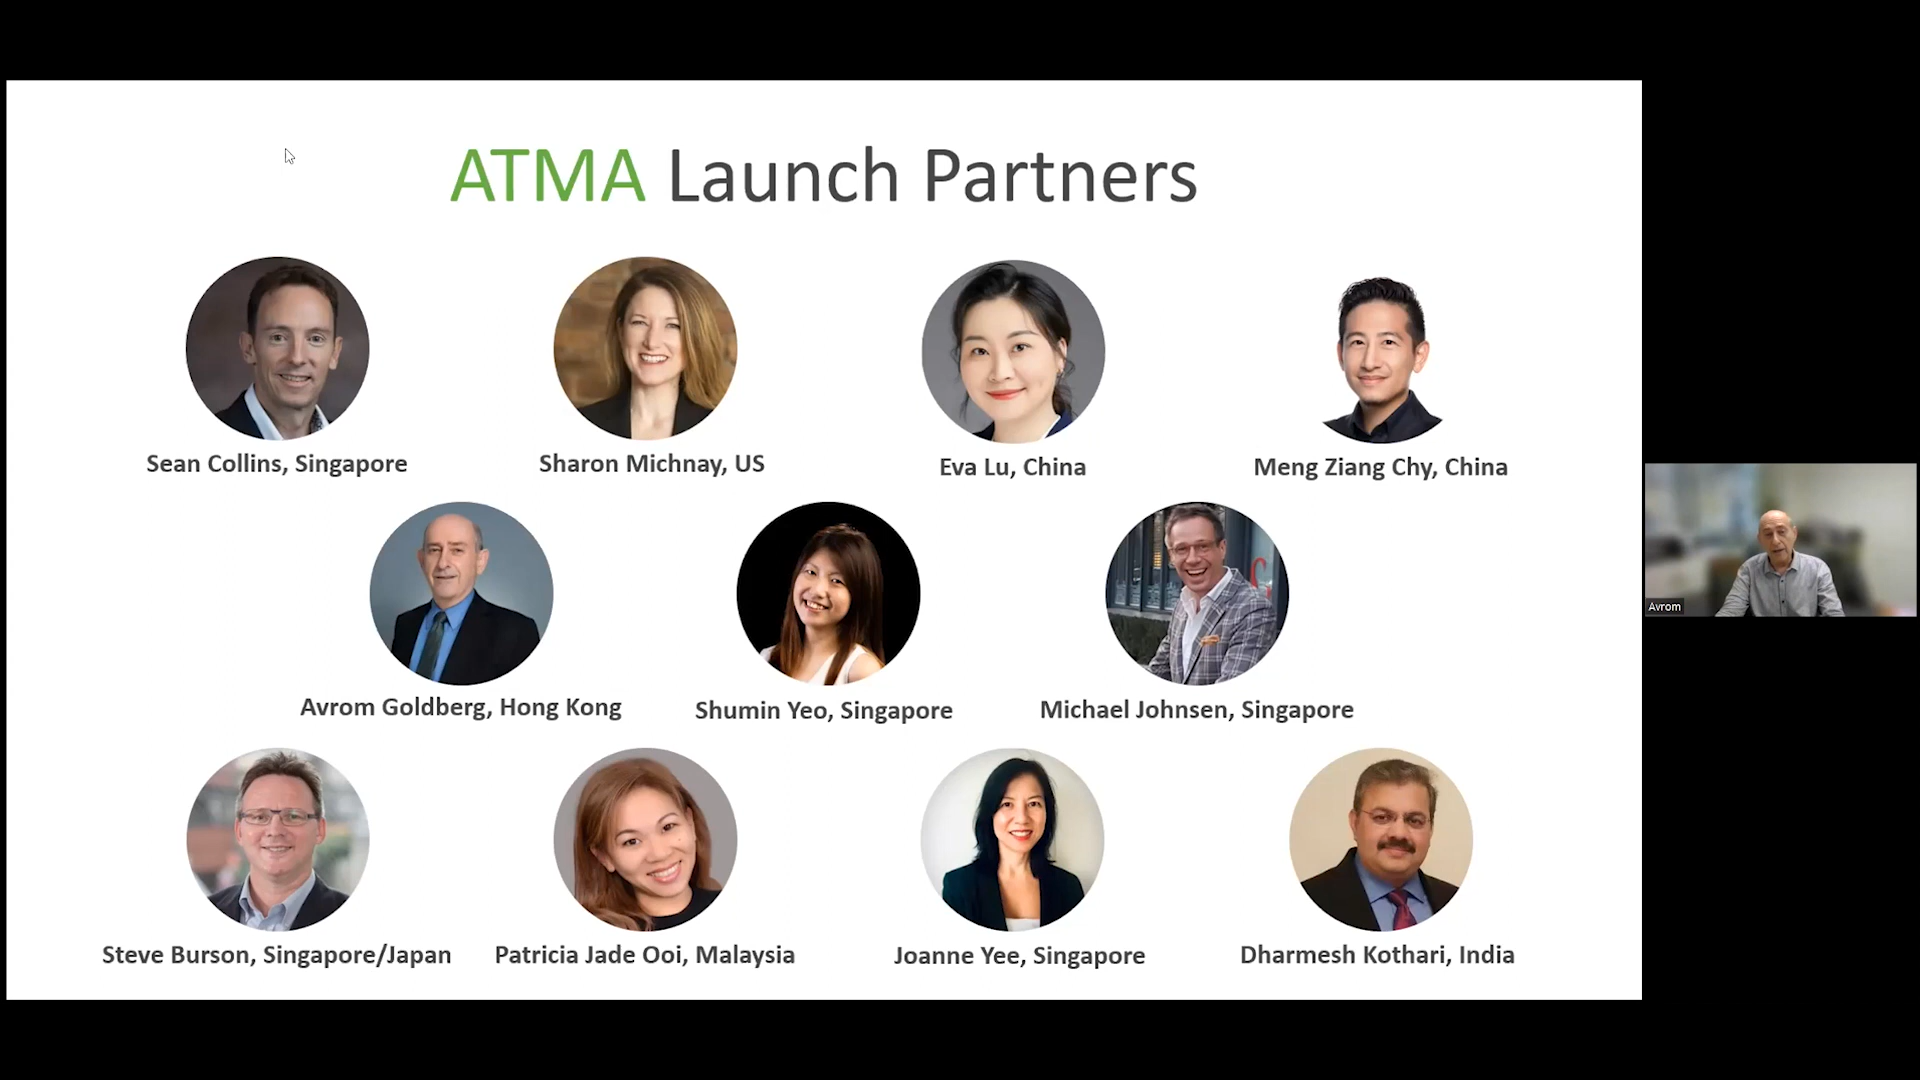 ATMA Launch Partners
Sean Collins, Singapore
Sharon Michnay, US
Eva Lu, China
Meng Ziang Chy, China
Avrom Goldberg, Hong Kong
Shumin Yeo, Singapore
Michael Johnsen, Singapore
Steve Burson, Singapore/Japan
Patricia Jade Ooi, Malaysia
Joanne Yee, Singapore
Dharmesh Kothari, India
Avrom